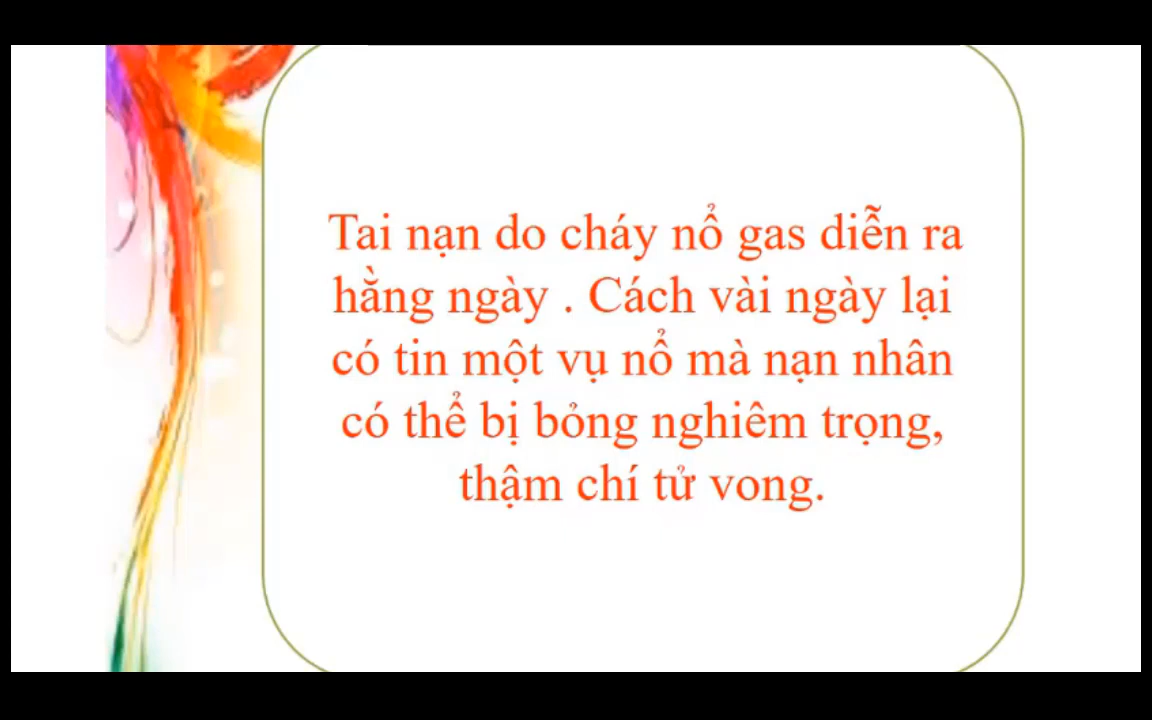 Tai nạn do cháy nổ gas diễn ra
hằng ngày . Cách vài ngày lại
có tin một vụ nổ mà nạn nhân
có thể bị bỏng nghiêm trọng,
thậm chí tử vong.